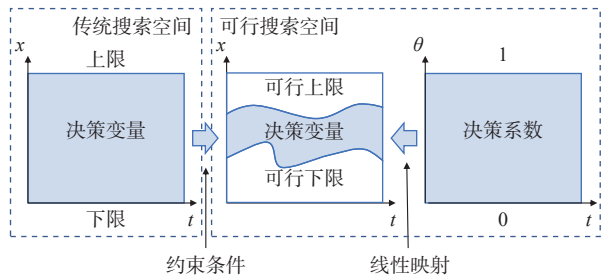 传统搜索空间
可行搜索空间
x
上限
决策变量
下限
t
x
可行上限
决策变量
可行下限
t
θ
1
决策系数
0
t
约束条件
线性映射